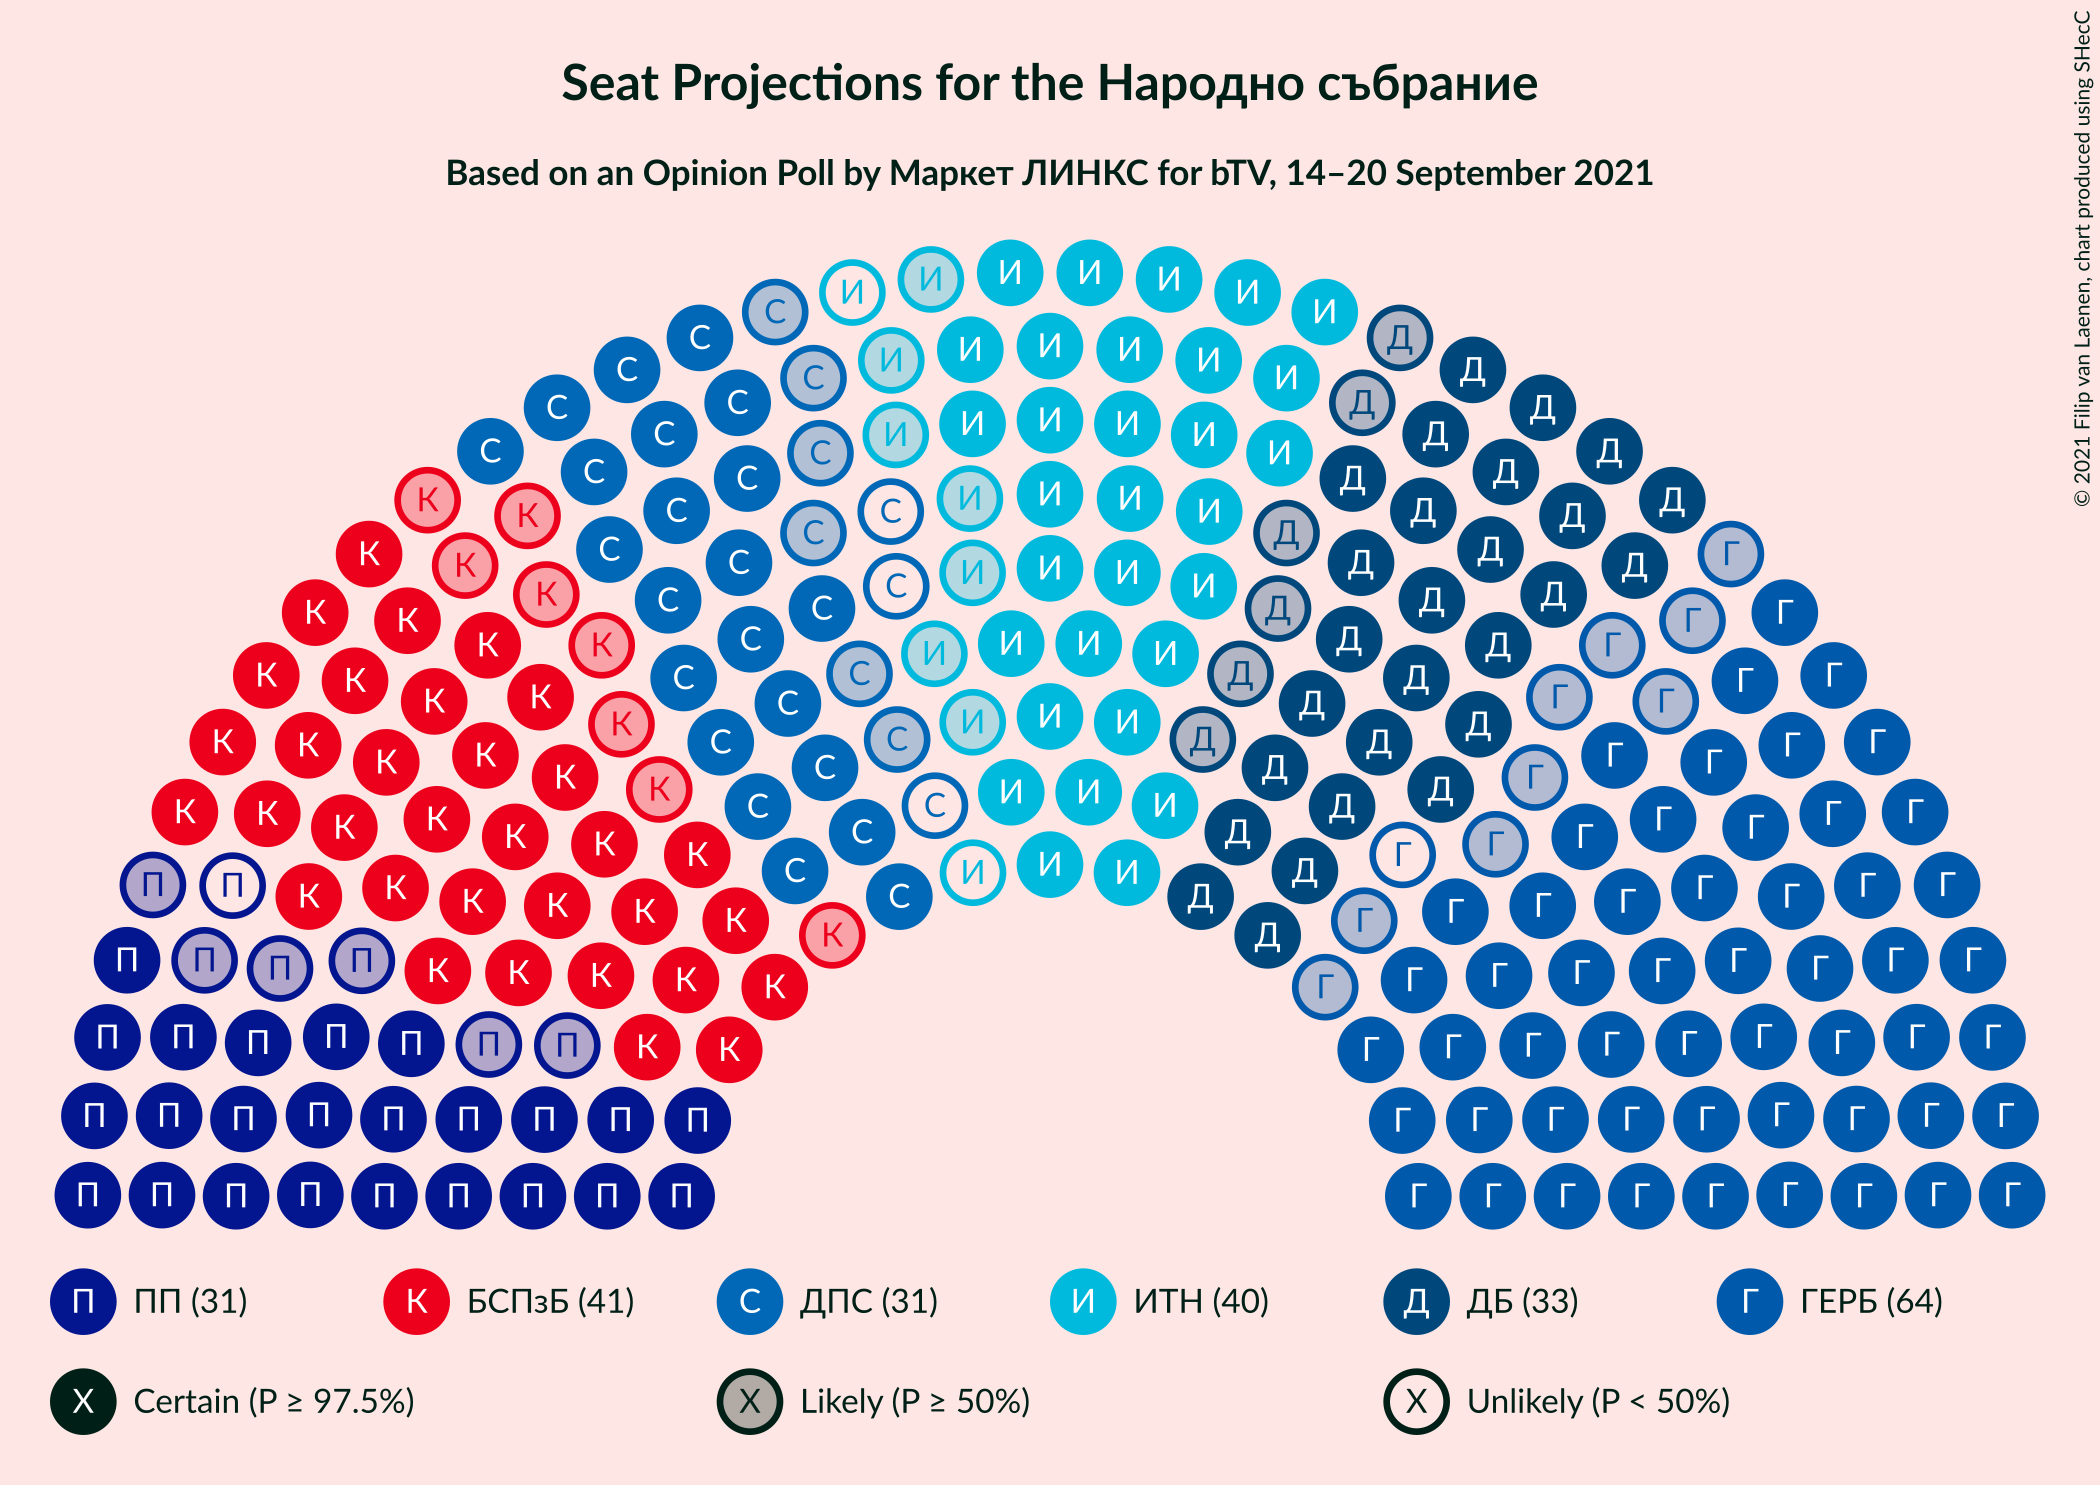 Seat Projections for the Народно събрание
Based on an Opinion Poll by Маркет ЛИНКС for bTV, 14–20 September 2021
© 2021 Filip van Laenen, chart produced using SHecC
П ПП (31) К БСПзБ (41) С ДПС (31) И ИТН (40) Д ДБ (33) Г ГЕРБ (64)
X Certain (P ≥ 97.5%) X Likely (P ≥ 50%) X Unlikely (P < 50%)